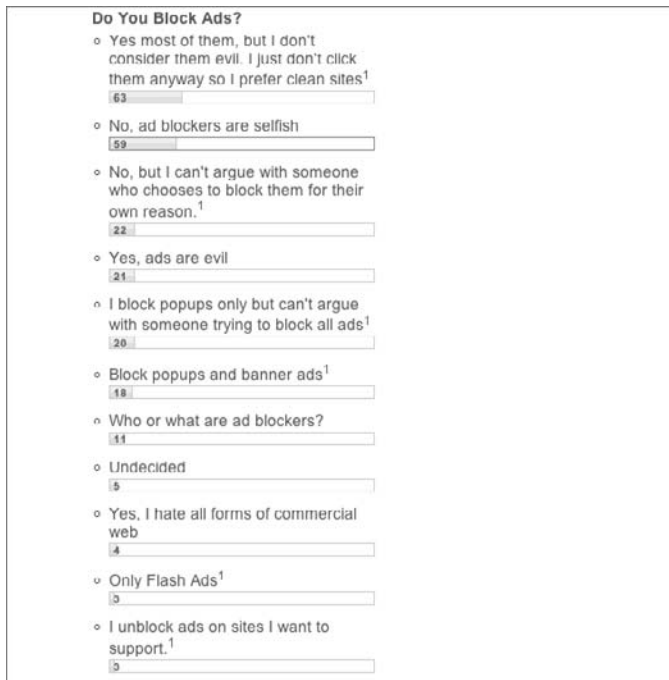 Do You Block Ads?
Yes most of them, but I don't
consider them evil. I just don't click
them anyway so I prefer clean sites1
63
No, ad blockers are selfish
59
No, but I can't argue with someone
who chooses to block them for their
own reason.1
22
Yes, ads are evil
21
I block popups only but can't argue
with someone trying to block all ads1
20
Block popups and banner ads1
18
Who or what are ad blockers?
11
Undecided
5
Yes, I hate all forms of commercial
web
4
Only Flash Ads1
3
I unblock ads on sites I want to
support.1
3